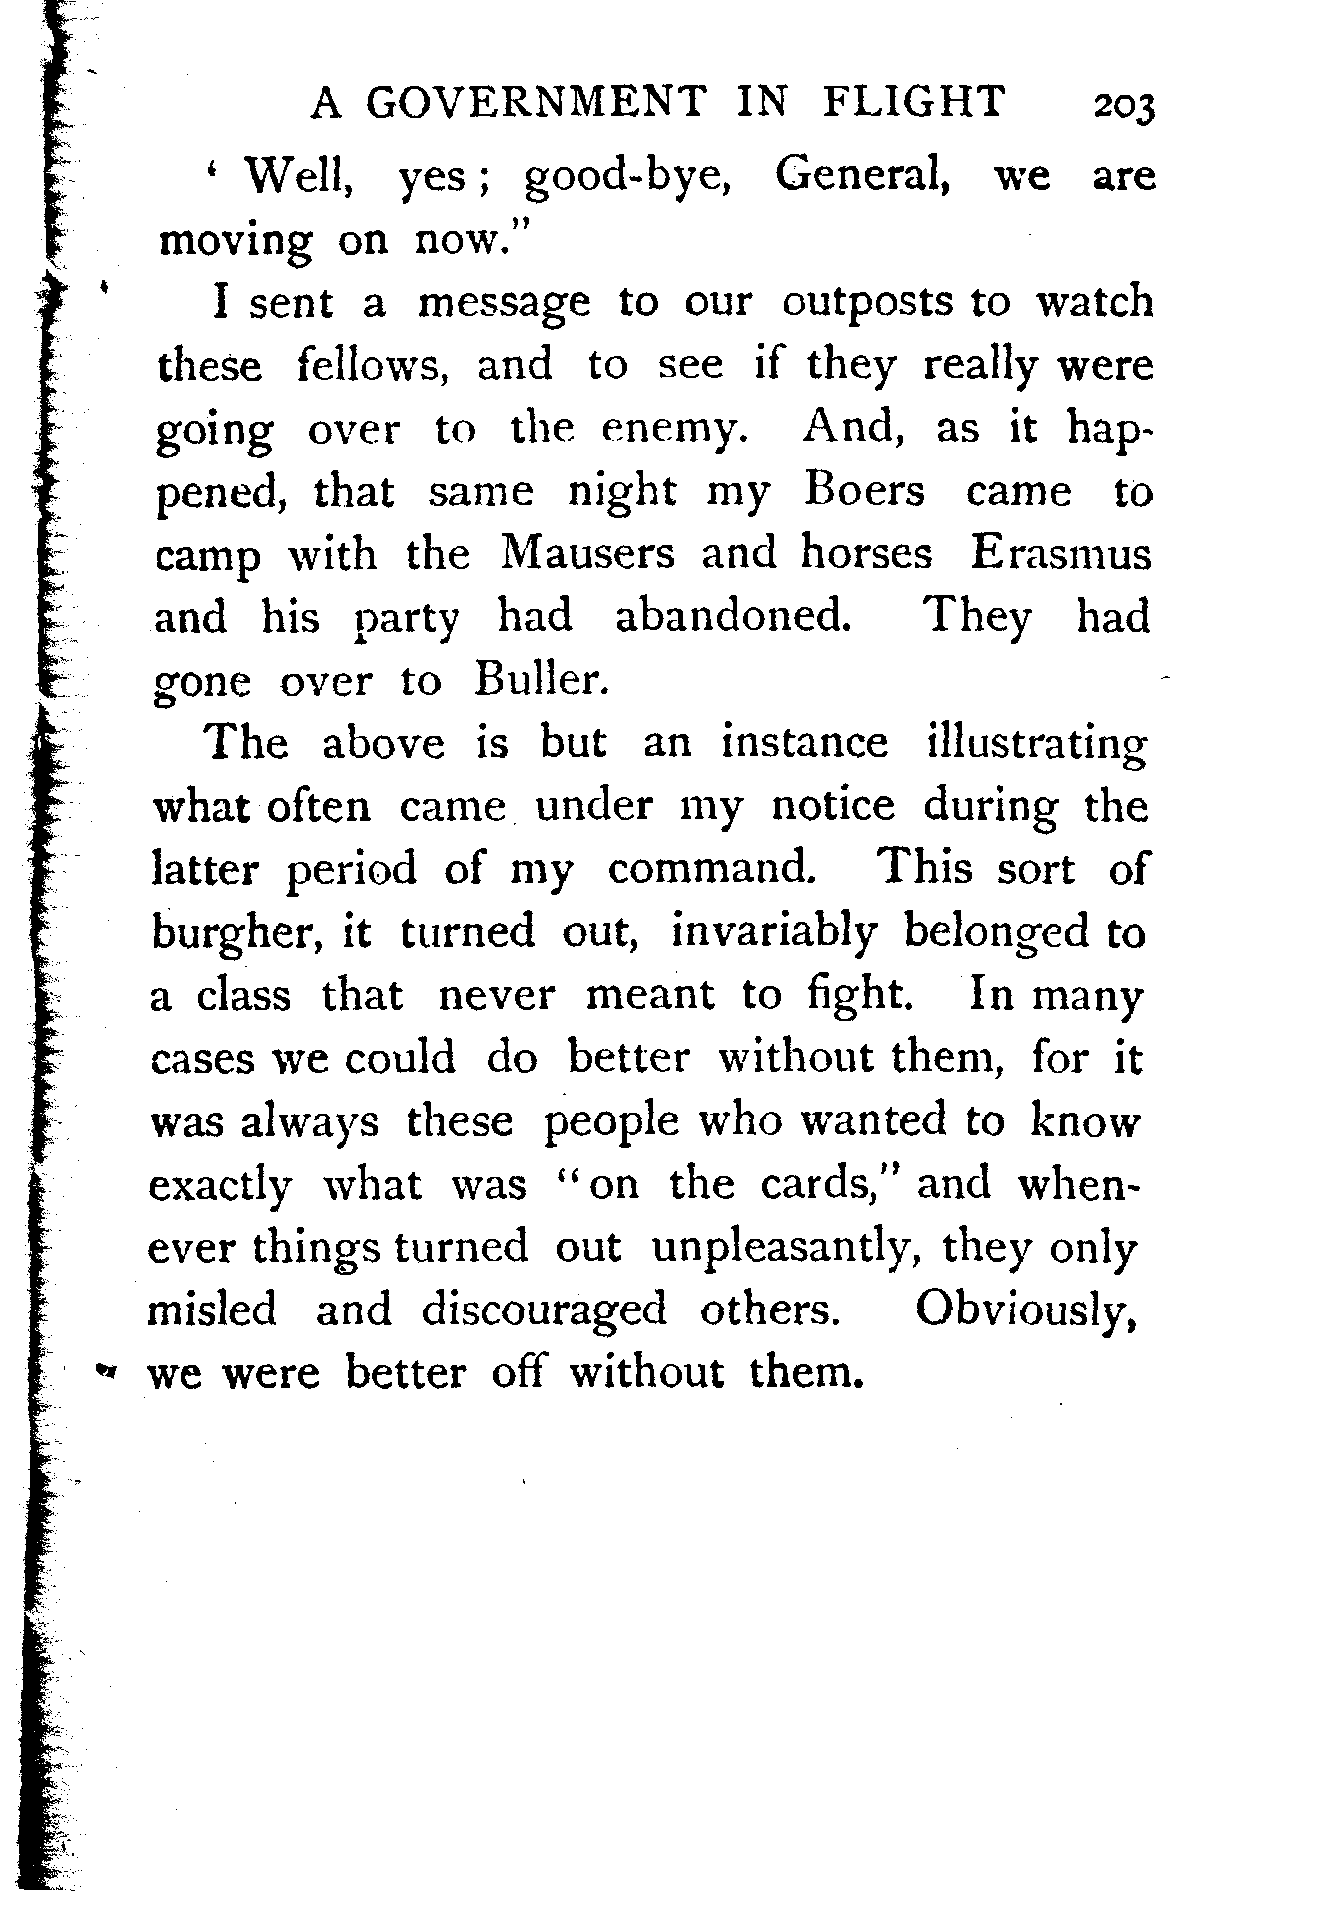 A GOVERNMENT IN FLIGHT 203
‘ Well, yes ; good-bye, General, we are
moving on now.”
I sent a message to our outposts to watch
these fellows, and to see if they really were
going over to the enemy. And, as it hap-
pened, that same night my Boers came to
camp with the Mausers and horses Erasmus
and his party had abandoned. They had
gone over to Buller.
The above is but an instance illustrating
what often came under my notice during the
latter period of my command. This sort of
burgher, it turned out, invariably belonged to
a class that never meant to fight. In many
cases we could do better without them, for it
was always these people who wanted to know
exactly what was “on the cards,” and when-
ever things turned out unpleasantly, they only
misled and discouraged others. Obviously,
we were better off without them.